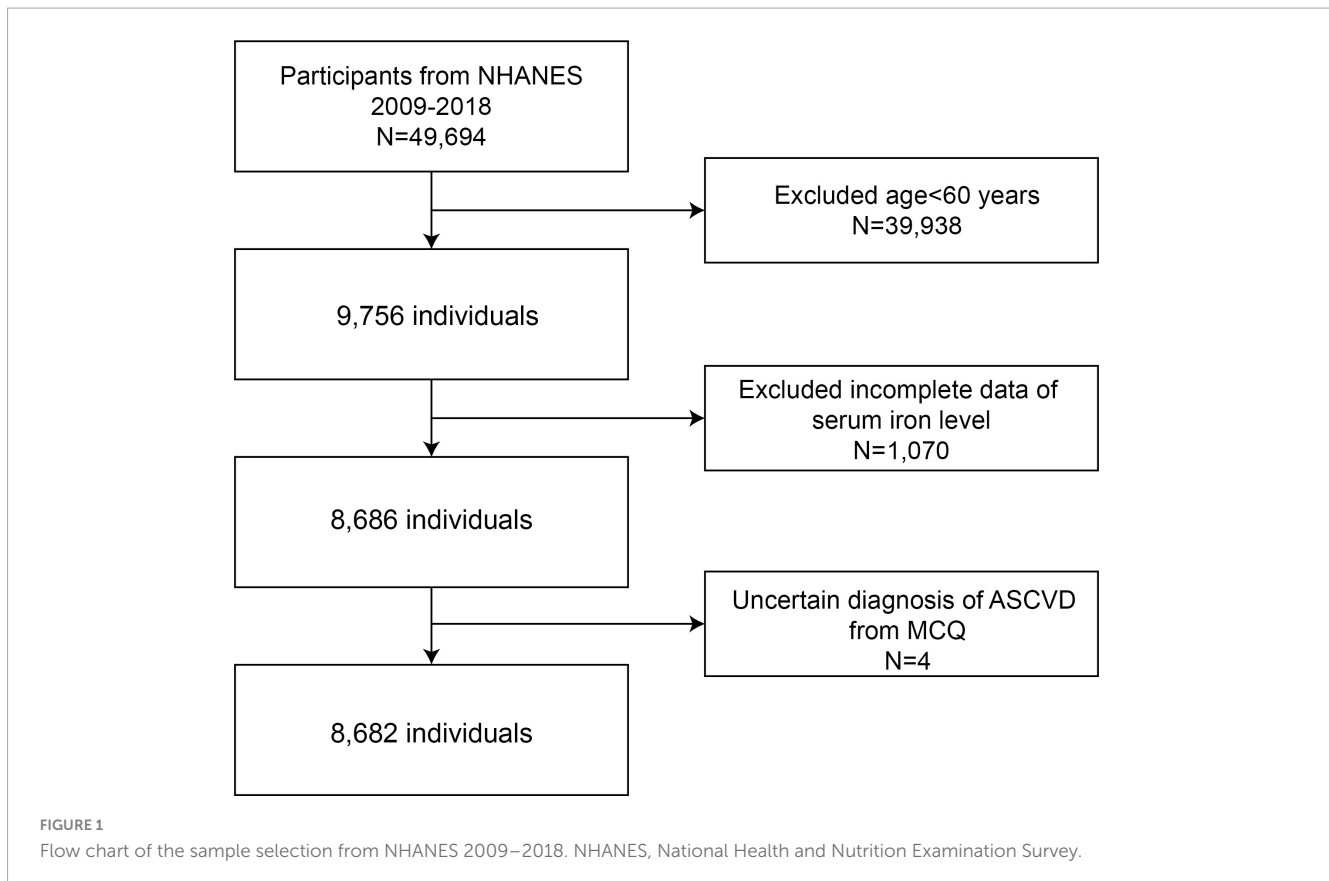 Participants from NHANES
2009-2018
N=49,694
Excluded age<60 years
N=39,938
9,756 individuals
Excluded incomplete data of
serum iron level
N=1,070
8,686 individuals
Uncertain diagnosis of ASCVD
from MCQ
N=4
8,682 individuals
FIGURE 1
Flow chart of the sample selection from NHANES 2009–2018. NHANES, National Health and Nutrition Examination Survey.